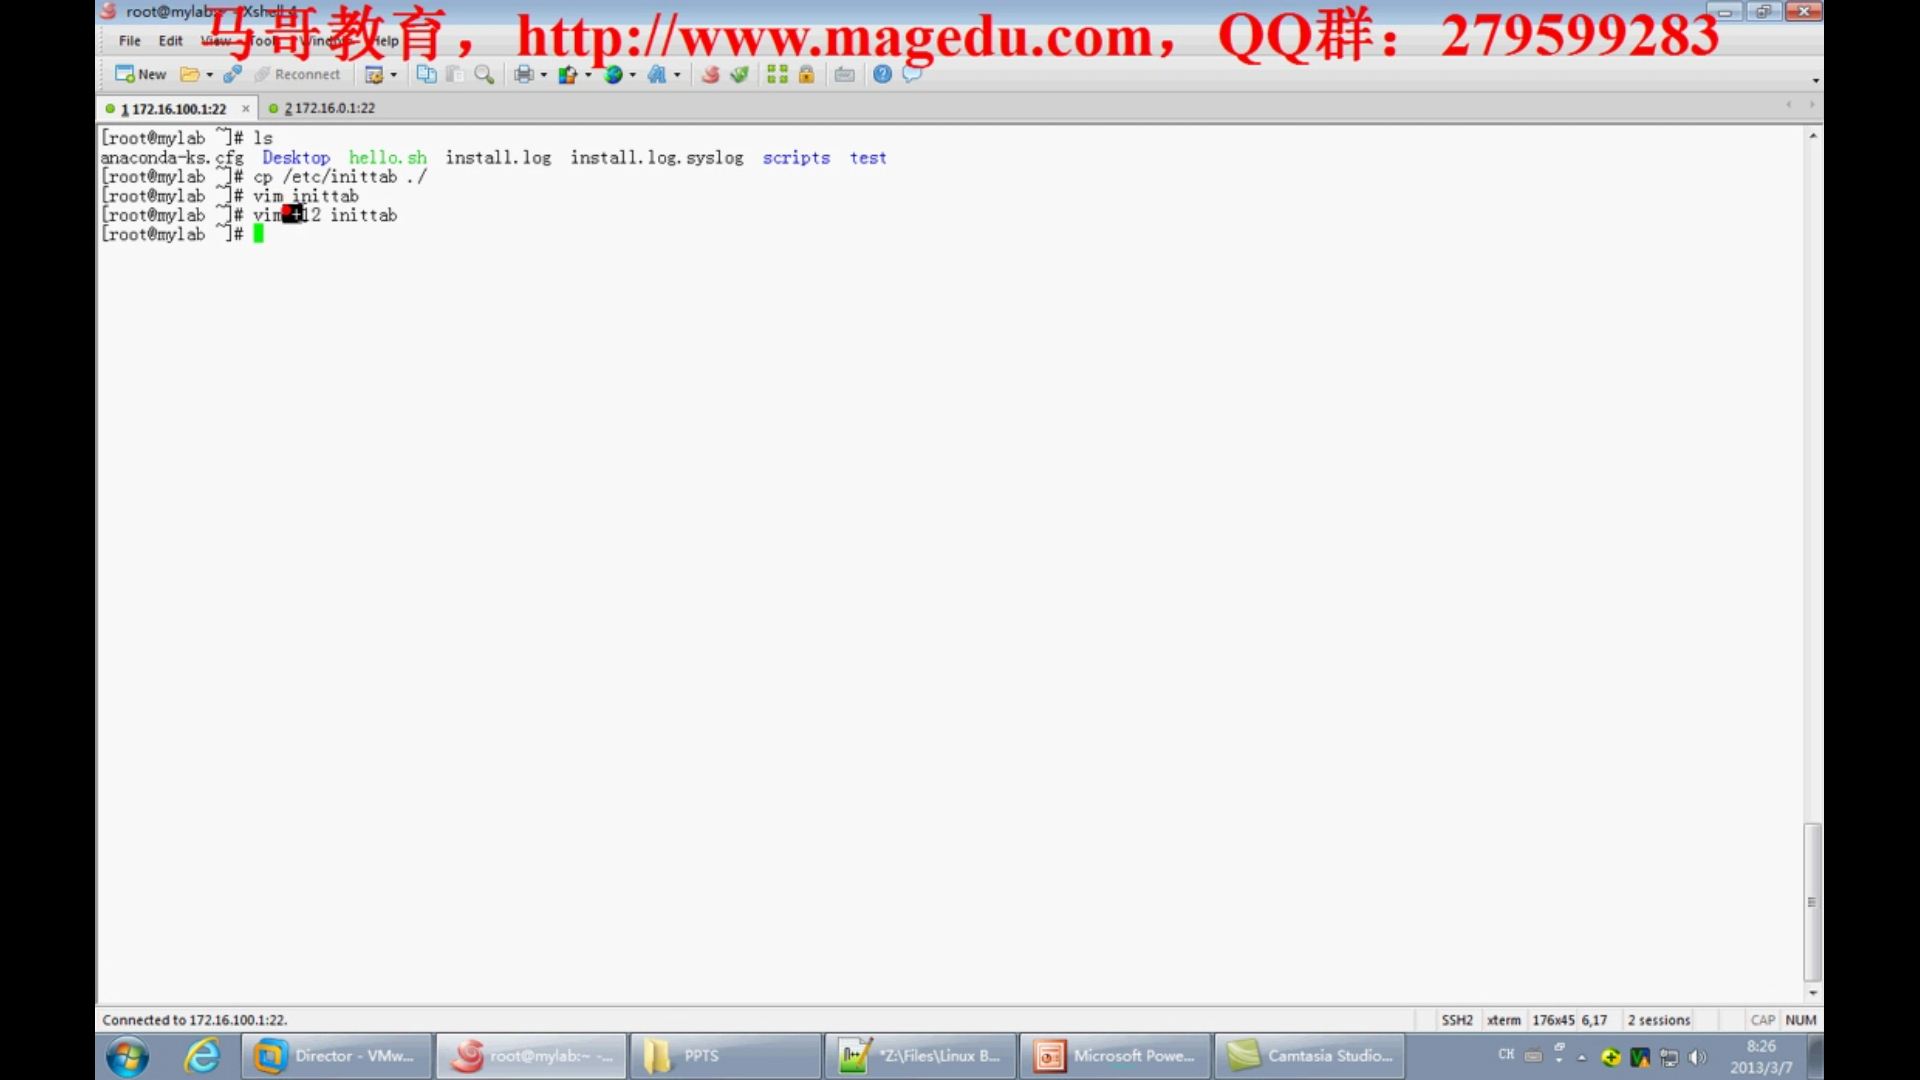 root@mylab:~ - Xshell 4
马哥教育，http://www.magedu.com，QQ群：279599283
File Edit View Tools Window Help
New Reconnect
1 172.16.100.1:22 2 172.16.0.1:22
[root@mylab ~]# ls
anaconda-ks.cfg Desktop hello.sh install.log install.log.syslog scripts test
[root@mylab ~]# cp /etc/inittab ./
[root@mylab ~]# vim inittab
[root@mylab ~]# vim +12 inittab
[root@mylab ~]#
Connected to 172.16.100.1:22.
SSH2 xterm 176x45 6,17 2 sessions CAP NUM
Director - VMw... root@mylab:~ -... PPTS *Z:\Files\Linux B... Microsoft Powe... Camtasia Studio... CH 8:26
2013/3/7